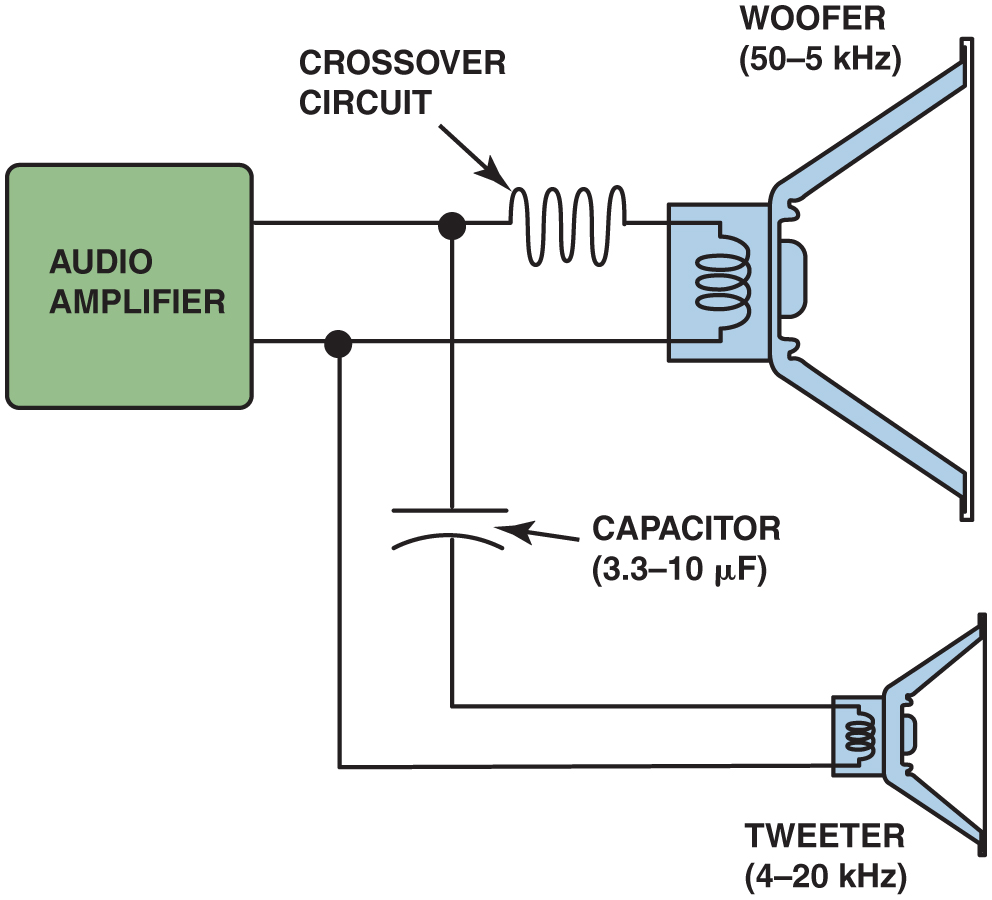 WOOFER
(50–5 kHz)
CROSSOVER
CIRCUIT
AUDIO
AMPLIFIER
CAPACITOR
(3.3–10 μF)
TWEETER
(4–20 kHz)